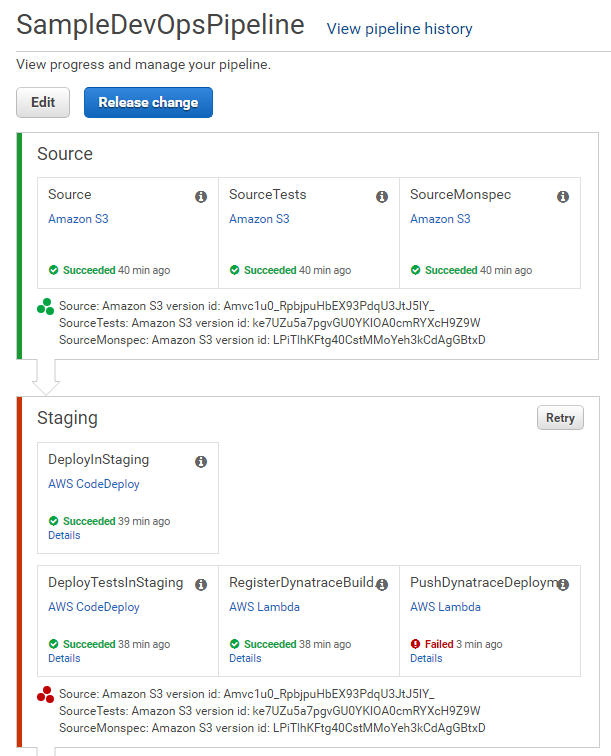 SampleDevOpsPipeline View pipeline history
View progress and manage your pipeline.
Edit Release change
Source
Source SourceTests SourceMonspec
Amazon S3 Amazon S3 Amazon S3
Succeeded 40 min ago Succeeded 40 min ago Succeeded 40 min ago
Source: Amazon S3 version id: Amvc1u0_RpbjpuHbEX93PdqU3JtJ5IY_
SourceTests: Amazon S3 version id: ke7UZu5a7pgvGU0YKIOA0cmRYXcH9Z9W
SourceMonspec: Amazon S3 version id: LPiTIhKFtg40CstMMoYeh3kCdAgGBtxD
Staging Retry
DeployInStaging
AWS CodeDeploy
Succeeded 39 min ago
Details
DeployTestsInStaging RegisterDynatraceBuild. PushDynatraceDeploym
AWS CodeDeploy AWS Lambda AWS Lambda
Succeeded 38 min ago Succeeded 38 min ago Failed 3 min ago
Details Details Details
Source: Amazon S3 version id: Amvc1u0_RpbjpuHbEX93PdqU3JtJ5IY_
SourceTests: Amazon S3 version id: ke7UZu5a7pgvGU0YKIOA0cmRYXcH9Z9W
SourceMonspec: Amazon S3 version id: LPiTIhKFtg40CstMMoYeh3kCdAgGBtxD